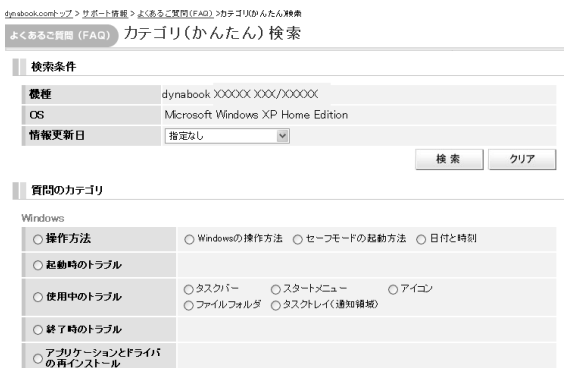 dynabook.comトップ > サポート情報 > よくあるご質問(FAQ) >カテゴリ(かんたん)検索
よくあるご質問 (FAQ) カテゴリ(かんたん) 検索
検索条件
機種 dynabook XXXXX XXX/XXXXX
OS Microsoft Windows XP Home Edition
情報更新日 指定なし
検索 クリア
質問のカテゴリ
Windows
操作方法 Windowsの操作方法 セーフモードの起動方法 日付と時刻
起動時のトラブル
使用中のトラブル タスクバー スタートメニュー アイコン
ファイルフォルダ タスクトレイ(通知領域)
終了時のトラブル
アプリケーションとドライバ
の再インストール